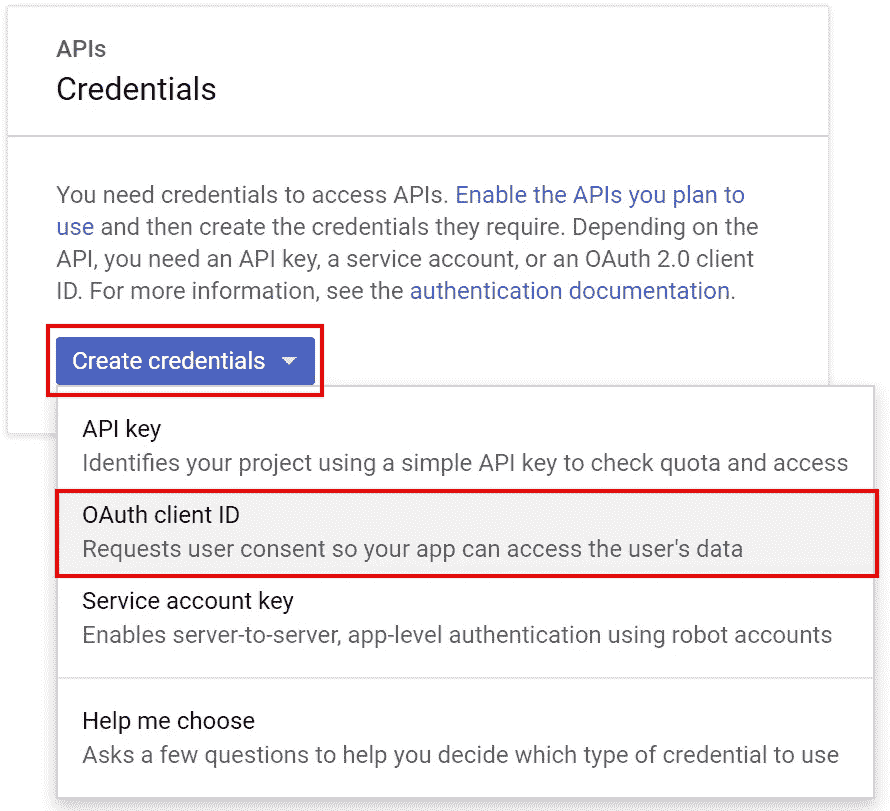 APIs
Credentials
You need credentials to access APIs. Enable the APIs you plan to
use and then create the credentials they require. Depending on the
API, you need an API key, a service account, or an OAuth 2.0 client
ID. For more information, see the authentication documentation.
Create credentials
API key
Identifies your project using a simple API key to check quota and access
OAuth client ID
Requests user consent so your app can access the user's data
Service account key
Enables server-to-server, app-level authentication using robot accounts
Help me choose
Asks a few questions to help you decide which type of credential to use